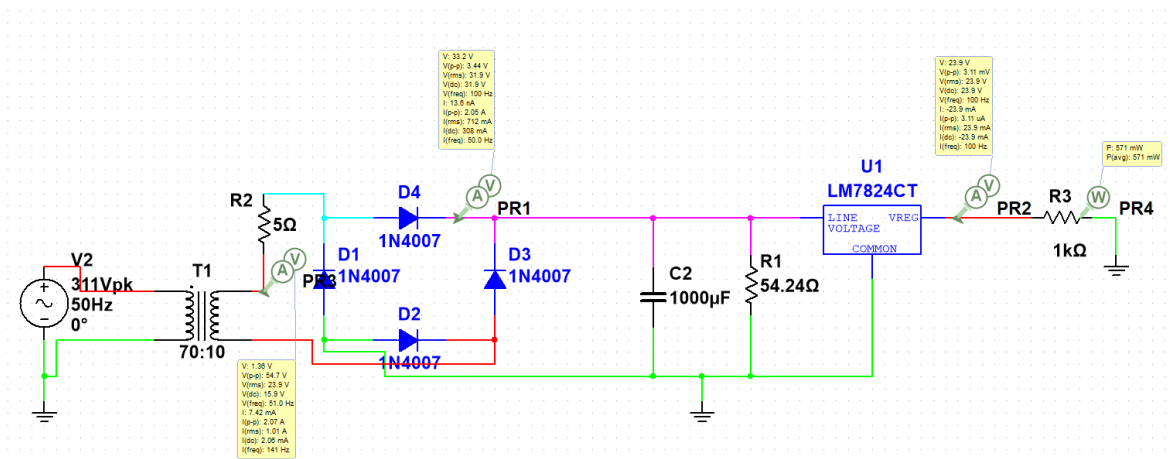 V: 33.2 V
V(p-p): 3.44 V
V(rms): 31.9 V
V(dc): 31.9 V
V(freq): 100 Hz
I: 13.6 nA
I(p-p): 2.05 A
I(rms): 712 mA
I(dc): 308 mA
I(freq): 50.0 Hz
V: 23.9 V
V(p-p): 3.11 mV
V(rms): 23.9 V
V(dc): 23.9 V
V(freq): 100 Hz
I: -23.9 mA
I(p-p): 3.11 uA
I(rms): 23.9 mA
I(dc): -23.9 mA
I(freq): 100 Hz
P: 571 mW
P(avg): 571 mW
U1
LM7824CT
LINE VREG
VOLTAGE
COMMON
R2
5Ω
D4
1N4007
A V
PR1
A V
PR2
R3
1kΩ
W
PR4
V2
311Vpk
50Hz
0°
T1
70:10
A V
PR3
D1
1N4007
D3
1N4007
D2
1N4007
C2
1000µF
R1
54.24Ω
V: 1.36 V
V(p-p): 54.7 V
V(rms): 23.9 V
V(dc): 15.9 V
V(freq): 51.0 Hz
I: 7.42 mA
I(p-p): 2.07 A
I(rms): 1.01 A
I(dc): 2.06 mA
I(freq): 141 Hz